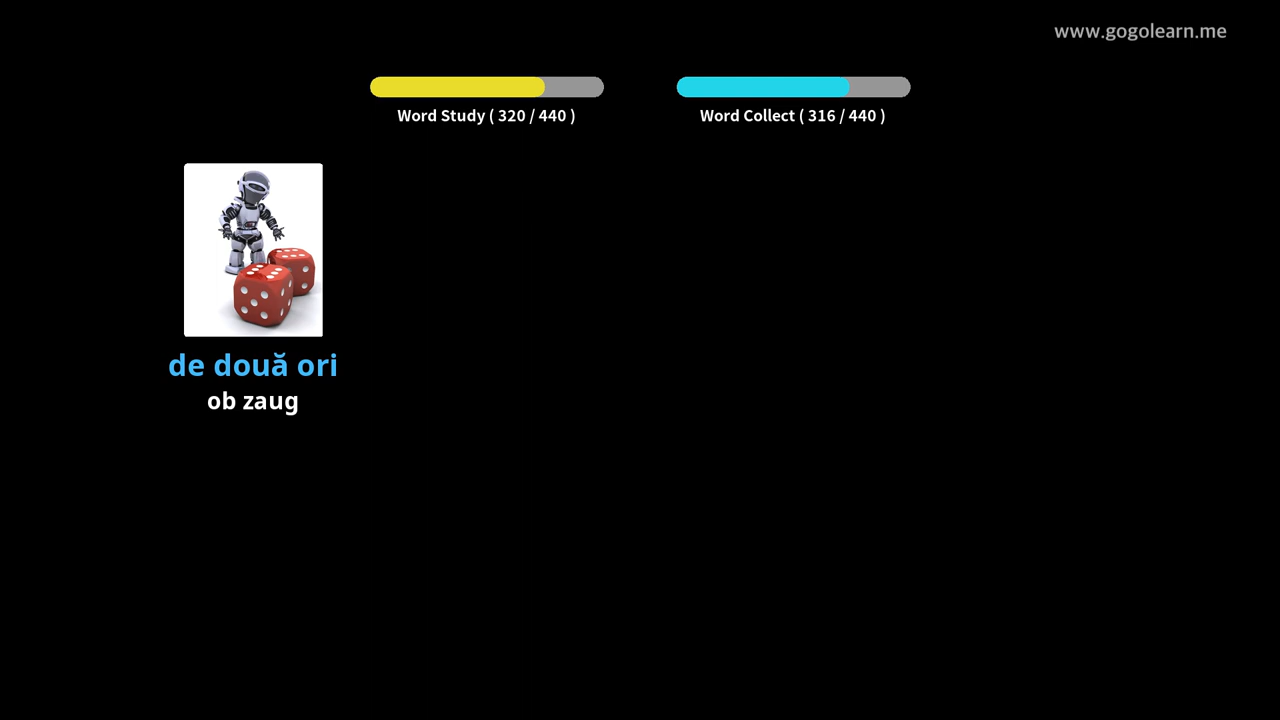 www.gogolearn.me
Word Study ( 320 / 440 )
Word Collect ( 316 / 440 )
de două ori
ob zaug